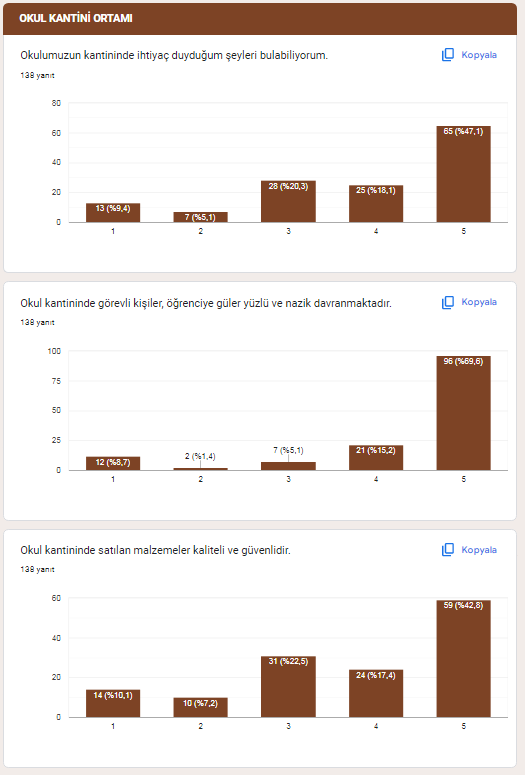 OKUL KANTİNİ ORTAMI
Okulumuzun kantininde ihtiyaç duyduğum şeyleri bulabiliyorum.
Kopyala
138 yanıt
80
60
40
20
0
13 (%9,4)
7 (%5,1)
28 (%20,3)
25 (%18,1)
65 (%47,1)
1 2 3 4 5
Okul kantininde görevli kişiler, öğrenciye güler yüzlü ve nazik davranmaktadır.
Kopyala
138 yanıt
100
75
50
25
0
12 (%8,7)
2 (%1,4)
7 (%5,1)
21 (%15,2)
96 (%69,6)
1 2 3 4 5
Okul kantininde satılan malzemeler kaliteli ve güvenlidir.
Kopyala
138 yanıt
60
40
20
0
14 (%10,1)
10 (%7,2)
31 (%22,5)
24 (%17,4)
59 (%42,8)
1 2 3 4 5